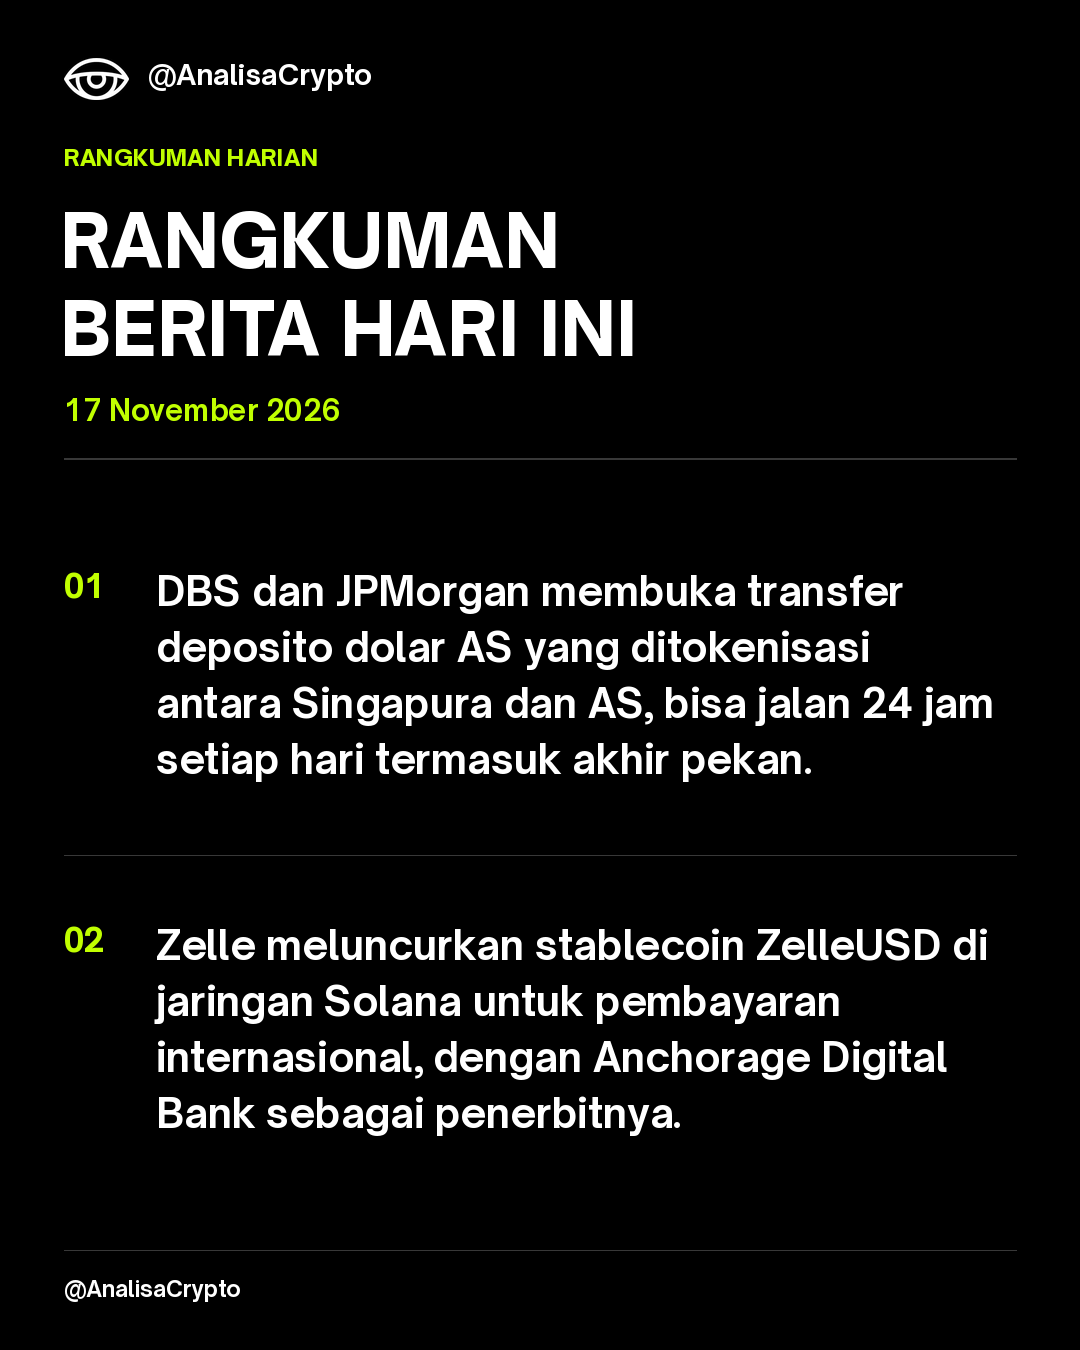 @AnalisaCrypto
RANGKUMAN HARIAN
RANGKUMAN
BERITA HARI INI
17 November 2026
01
DBS dan JPMorgan membuka transfer
deposito dolar AS yang ditokenisasi
antara Singapura dan AS, bisa jalan 24 jam
setiap hari termasuk akhir pekan.
02
Zelle meluncurkan stablecoin ZelleUSD di
jaringan Solana untuk pembayaran
internasional, dengan Anchorage Digital
Bank sebagai penerbitnya.
@AnalisaCrypto